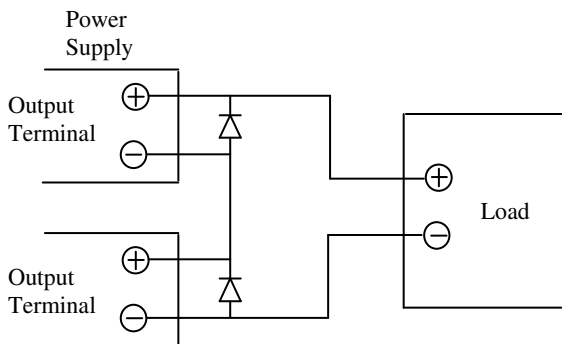 Power
Supply
Output
Terminal
+
−
+
−
Load
Output
Terminal
+
−